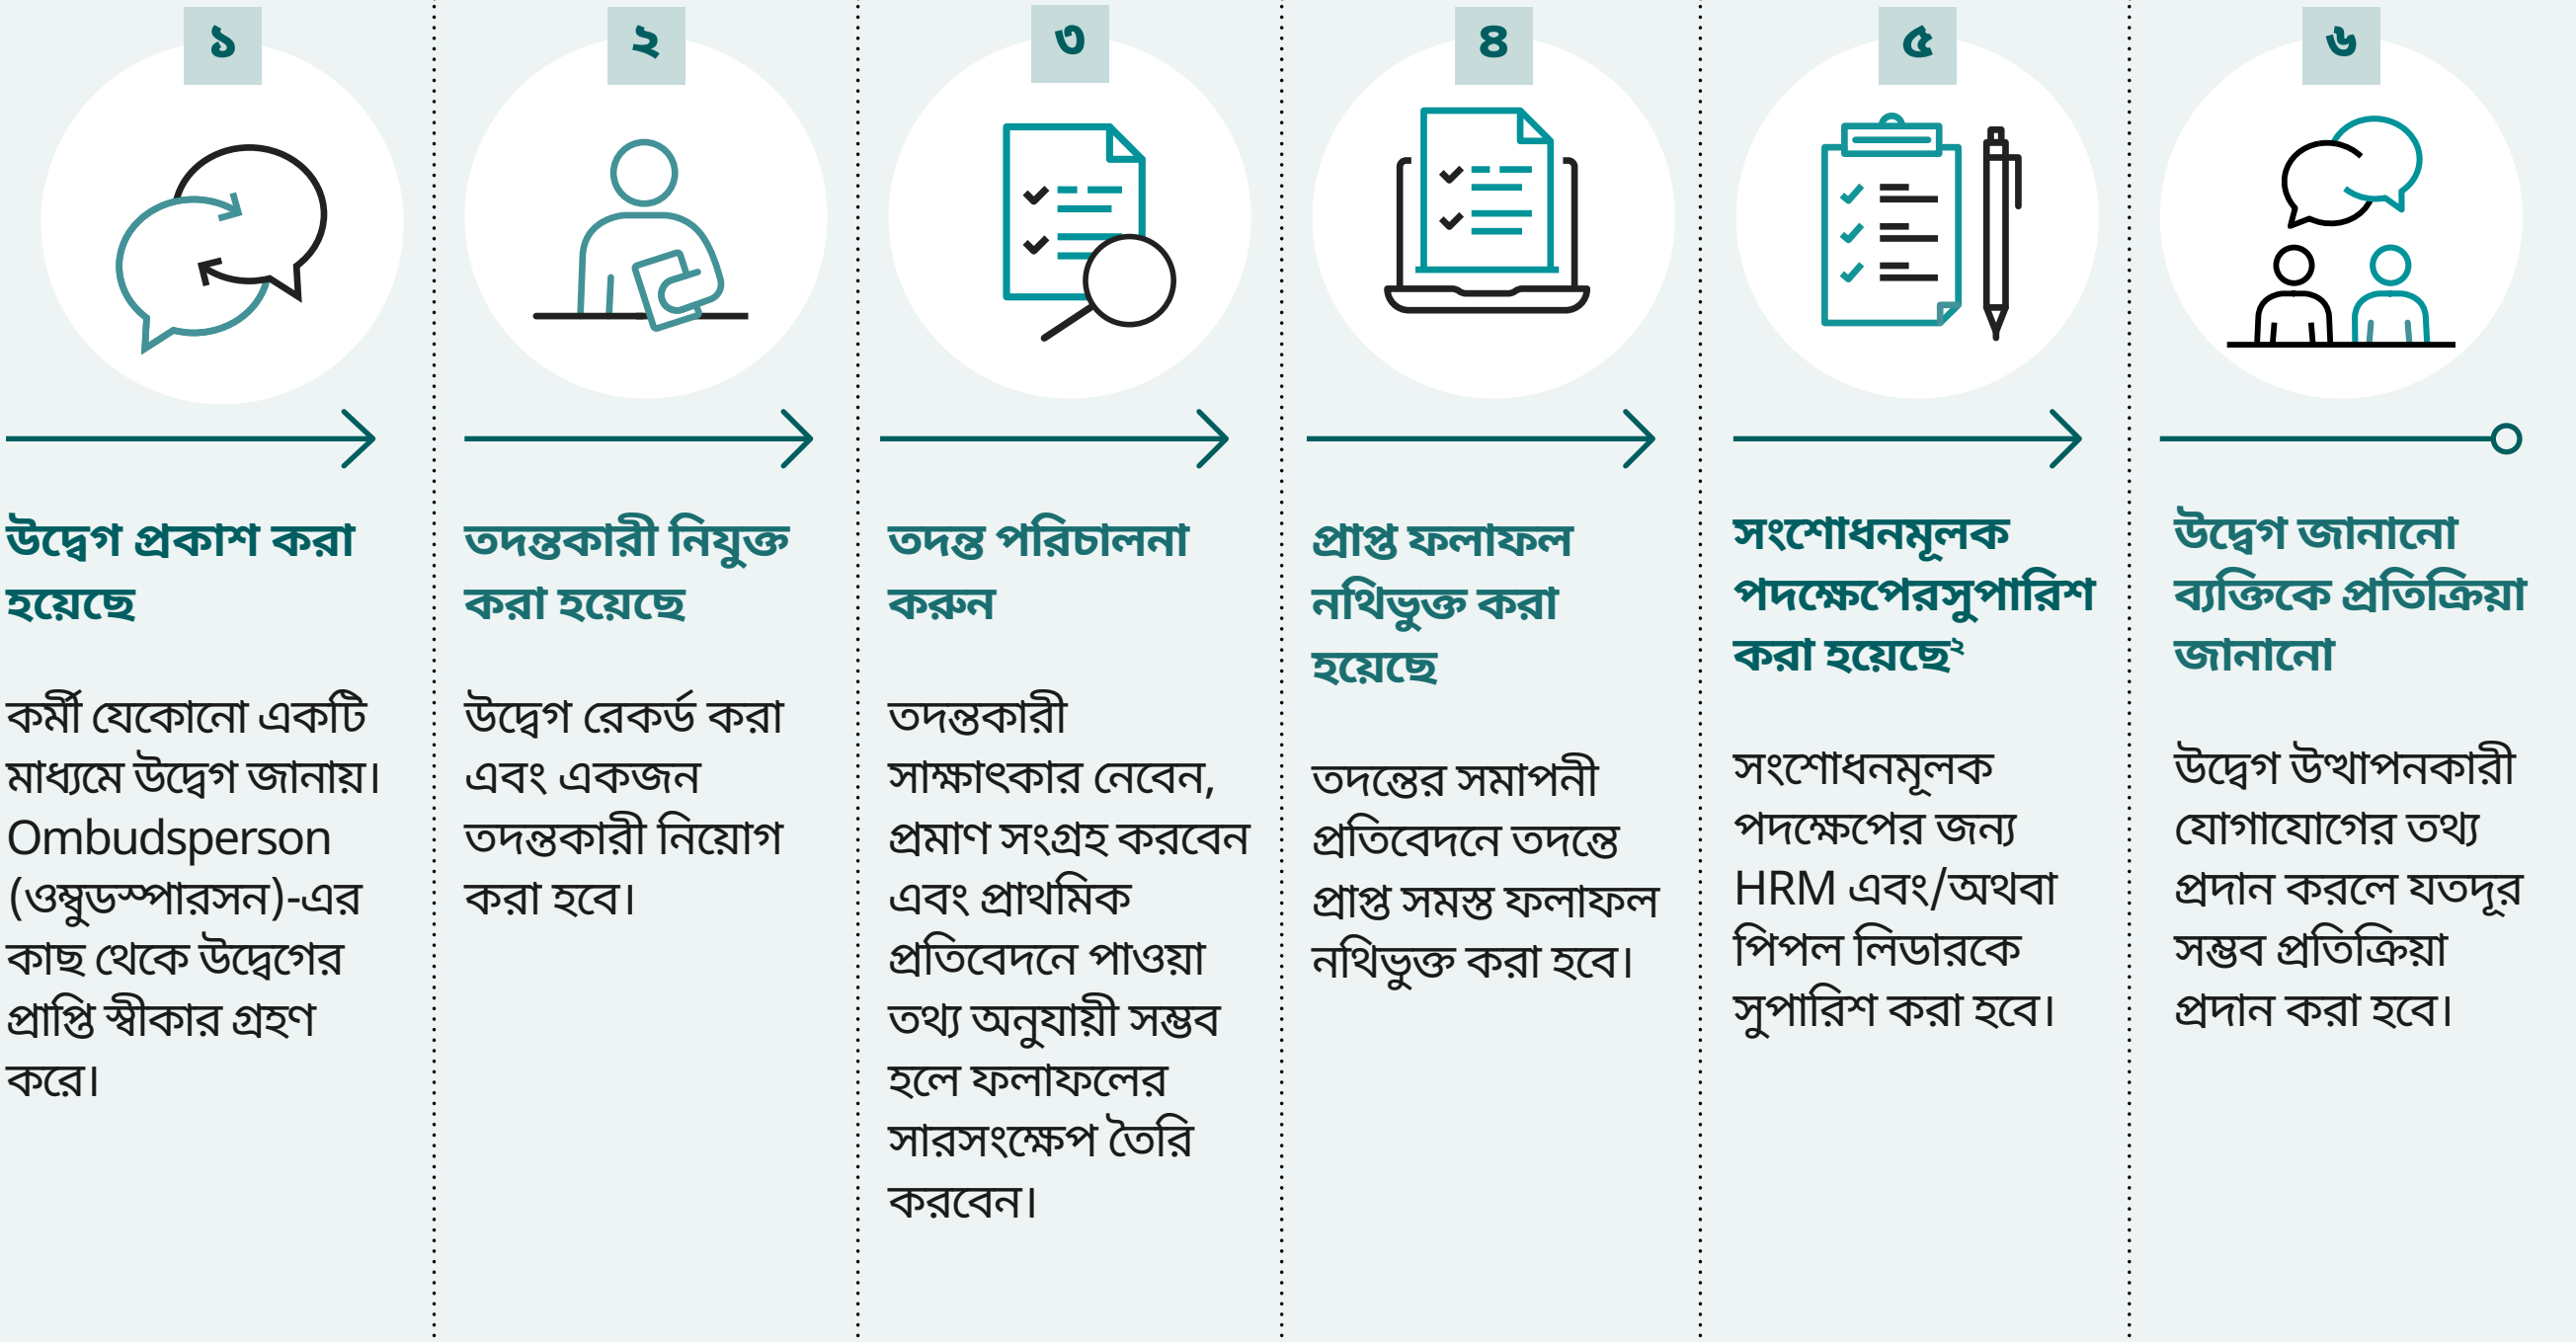 ১
উদ্বেগ প্রকাশ করা
হয়েছে
কর্মী যেকোনো একটি
মাধ্যমে উদ্বেগ জানায়।
Ombudsperson
(ওম্বুডস্পারসন)-এর
কাছ থেকে উদ্বেগের
প্রাপ্তি স্বীকার গ্রহণ
করে।
২
তদন্তকারী নিযুক্ত
করা হয়েছে
উদ্বেগ রেকর্ড করা
এবং একজন
তদন্তকারী নিয়োগ
করা হবে।
৩
তদন্ত পরিচালনা
করুন
তদন্তকারী
সাক্ষাৎকার নেবেন,
প্রমাণ সংগ্রহ করবেন
এবং প্রাথমিক
প্রতিবেদনে পাওয়া
তথ্য অনুযায়ী সম্ভব
হলে ফলাফলের
সারসংক্ষেপ তৈরি
করবেন।
৪
প্রাপ্ত ফলাফল
নথিভুক্ত করা
হয়েছে
তদন্তের সমাপনী
প্রতিবেদনে তদন্তে
প্রাপ্ত সমস্ত ফলাফল
নথিভুক্ত করা হবে।
৫
সংশোধনমূলক
পদক্ষেপেরসুপারিশ
করা হয়েছে²
সংশোধনমূলক
পদক্ষেপের জন্য
HRM এবং/অথবা
পিপল লিডারকে
সুপারিশ করা হবে।
৬
উদ্বেগ জানানো
ব্যক্তিকে প্রতিক্রিয়া
জানানো
উদ্বেগ উত্থাপনকারী
যোগাযোগের তথ্য
প্রদান করলে যতদূর
সম্ভব প্রতিক্রিয়া
প্রদান করা হবে।